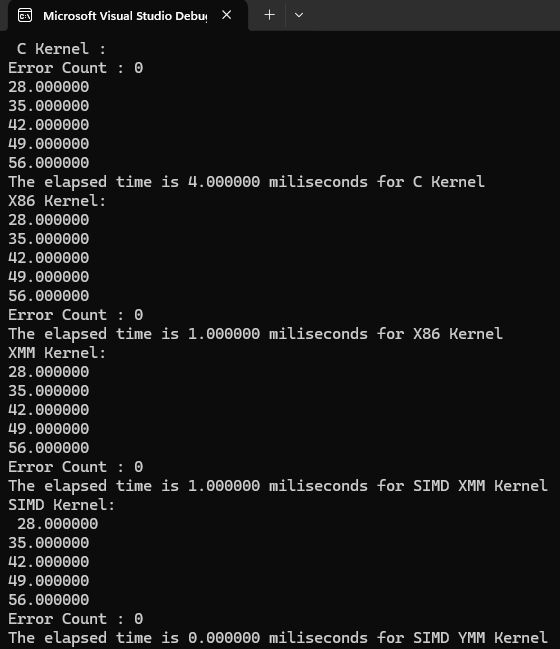 Microsoft Visual Studio Debu
C Kernel :
Error Count : 0
28.000000
35.000000
42.000000
49.000000
56.000000
The elapsed time is 4.000000 miliseconds for C Kernel
X86 Kernel:
28.000000
35.000000
42.000000
49.000000
56.000000
Error Count : 0
The elapsed time is 1.000000 miliseconds for X86 Kernel
XMM Kernel:
28.000000
35.000000
42.000000
49.000000
56.000000
Error Count : 0
The elapsed time is 1.000000 miliseconds for SIMD XMM Kernel
SIMD Kernel:
28.000000
35.000000
42.000000
49.000000
56.000000
Error Count : 0
The elapsed time is 0.000000 miliseconds for SIMD YMM Kernel